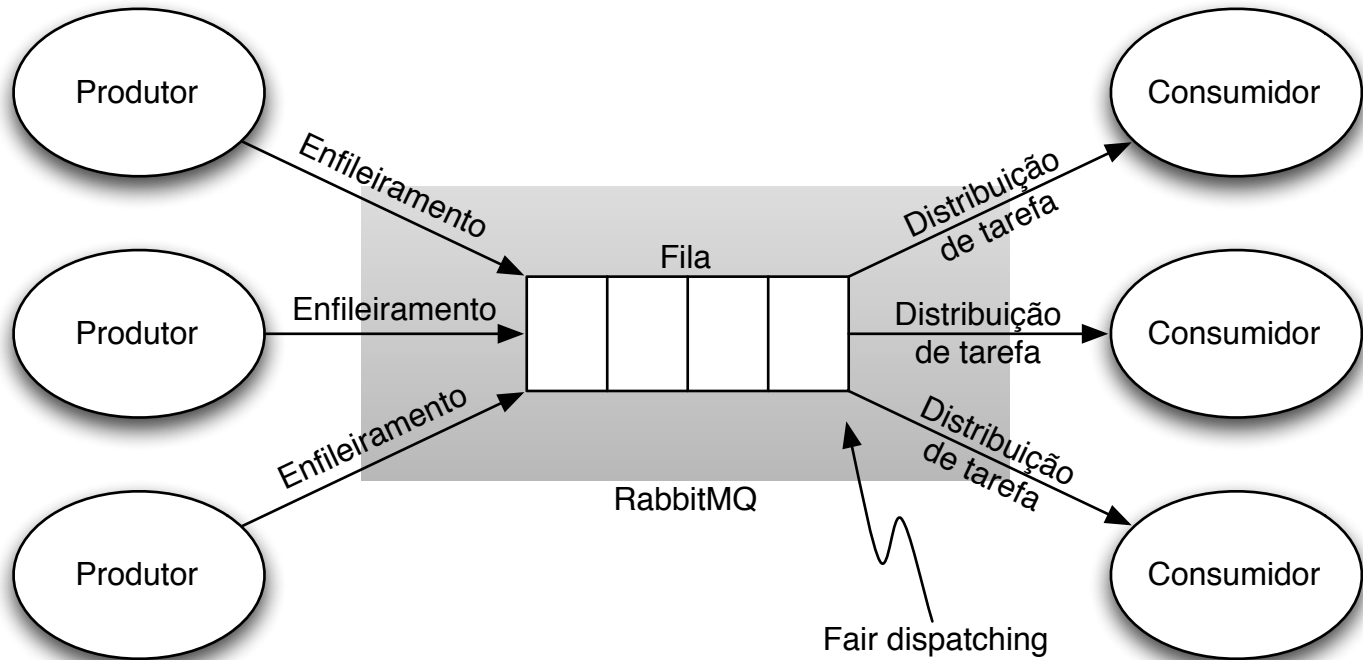 Produtor
Consumidor
Enfileiramento
Distribuição
de tarefa
Fila
Produtor
Enfileiramento
Distribuição
de tarefa
Consumidor
Enfileiramento
Distribuição
de tarefa
RabbitMQ
Produtor
Consumidor
Fair dispatching